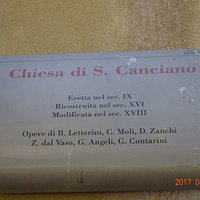 Chiesa di S. Canciano
Eretta nel sec. IX
Ricostruita nel sec. XVI
Modificata nel sec. XVIII
Opere di B. Letterini, C. Moli, D. Zanchi
Z. dal Vaso, G. Angeli, G. Contarini
2017